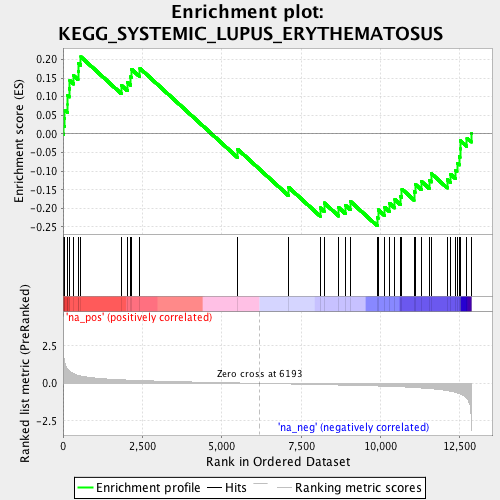 Enrichment plot:
KEGG_SYSTEMIC_LUPUS_ERYTHEMATOSUS
Enrichment score (ES)
0.20
0.15
0.10
0.05
0.00
-0.05
-0.10
-0.15
-0.20
-0.25
'na_pos' (positively correlated)
Ranked list metric (PreRanked)
2.5
0.0
-2.5
Zero cross at 6193
'na_neg' (negatively correlated)
0
2,500
5,000
7,500
10,000
12,500
Rank in Ordered Dataset
Enrichment profile
Hits
Ranking metric scores